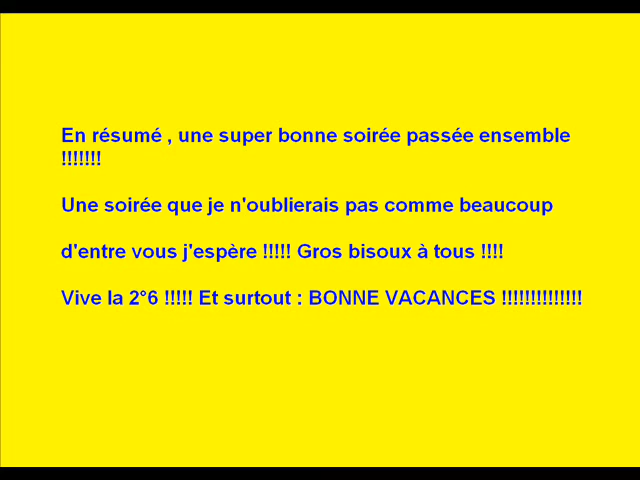 En résumé , une super bonne soirée passée ensemble
!!!!!!!
Une soirée que je n'oublierais pas comme beaucoup
d'entre vous j'espère !!!!! Gros bisoux à tous !!!!
Vive la 2°6 !!!!! Et surtout : BONNE VACANCES !!!!!!!!!!!!!!